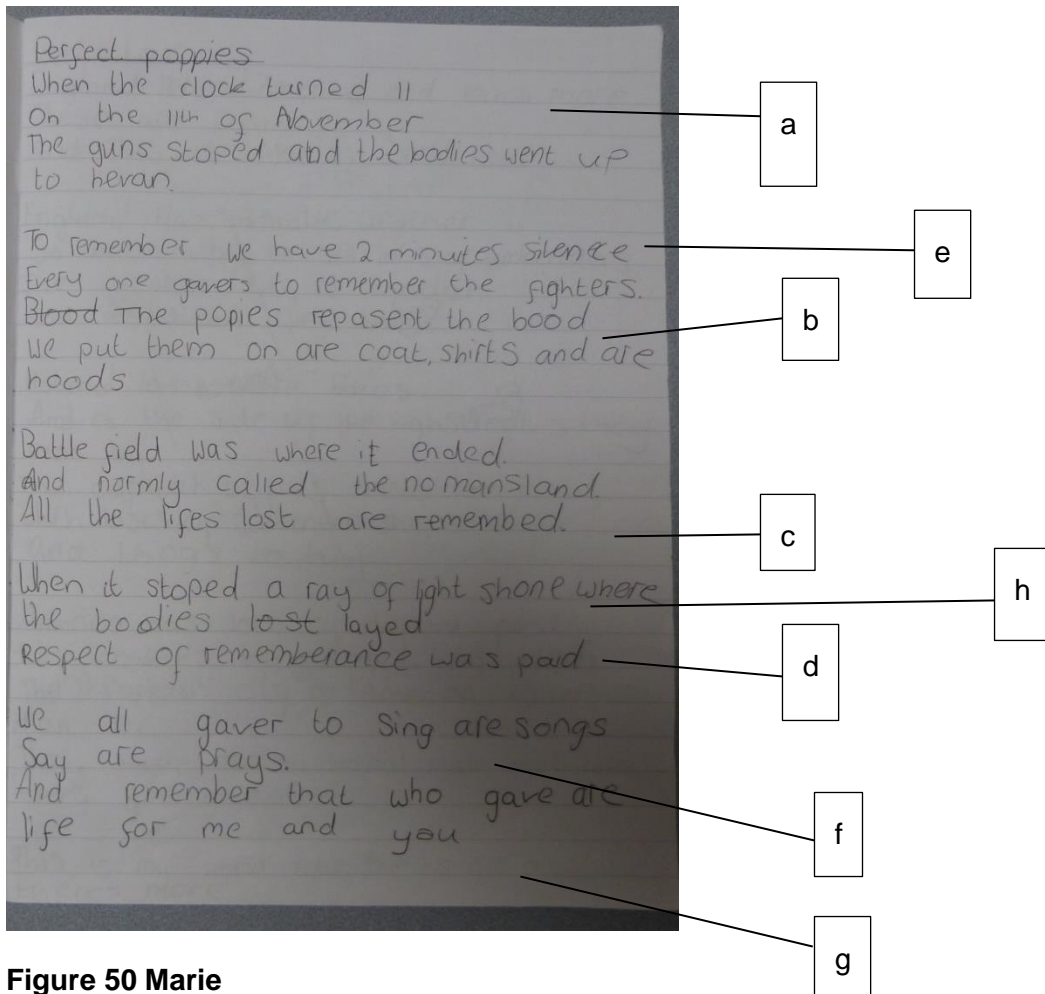 Perfect poppies
When the clock turned 11
On the 11th of November
a
The guns stoped and the bodies went up
to hevan.
To remember we have 2 minuites silence
e
Every one gavers to remember the fighters.
Blood The popies repasent the bood
b
We put them on are coat, shirts and are
hoods
Battle field was where it ended.
And normly called the no mansland.
All the lifes lost are remembed.
c
When it stoped a ray of light shone where
h
the bodies lost layed
Respect of rememberance was paid
d
We all gaver to sing are songs
Say are prays.
f
And remember that who gave are
life for me and you
g
Figure 50 Marie